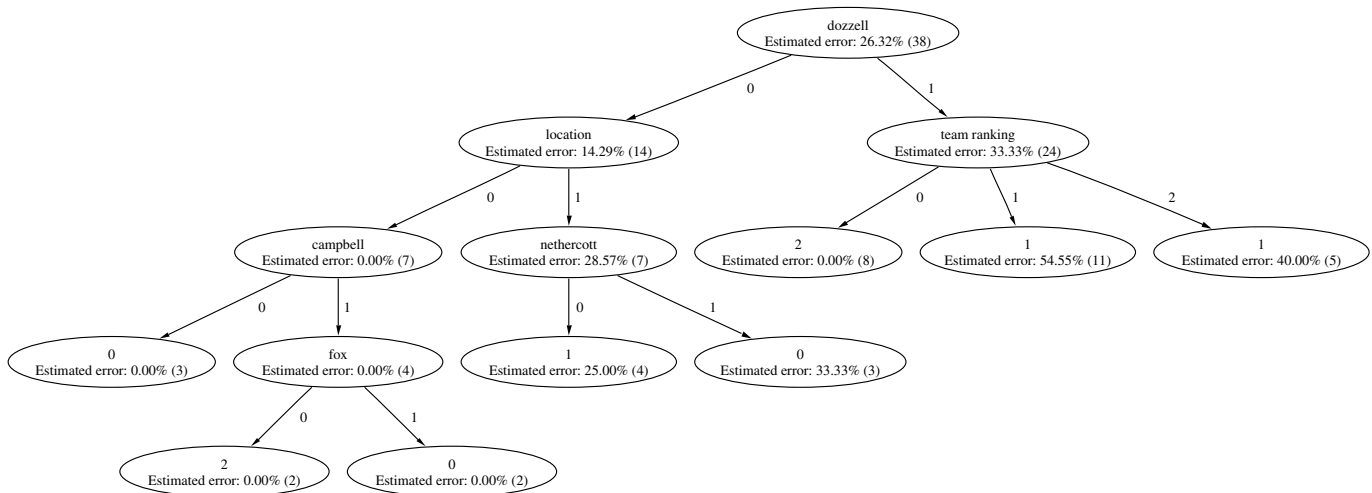 dozzell
Estimated error: 26.32% (38)
0
1
location
Estimated error: 14.29% (14)
team ranking
Estimated error: 33.33% (24)
0
1
0
1
2
campbell
Estimated error: 0.00% (7)
nethercott
Estimated error: 28.57% (7)
2
Estimated error: 0.00% (8)
1
Estimated error: 54.55% (11)
1
Estimated error: 40.00% (5)
0
1
0
1
0
Estimated error: 0.00% (3)
fox
Estimated error: 0.00% (4)
1
Estimated error: 25.00% (4)
0
Estimated error: 33.33% (3)
0
1
2
Estimated error: 0.00% (2)
0
Estimated error: 0.00% (2)